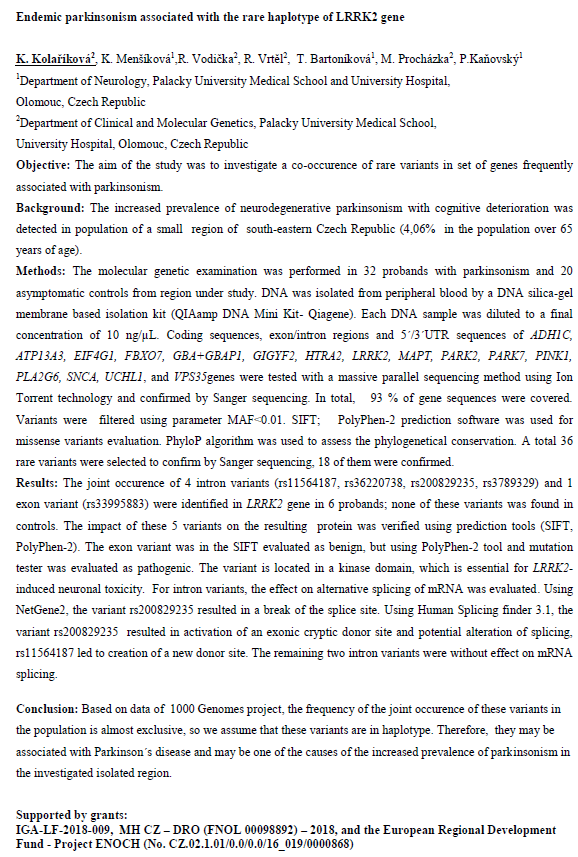 Endemic parkinsonism associated with the rare haplotype of LRRK2 gene
K. Kolaříková², K. Menšíková¹,R. Vodička², R. Vrtěl², T. Bartoníková¹, M. Procházka², P.Kaňovský¹
¹Department of Neurology, Palacky University Medical School and University Hospital,
Olomouc, Czech Republic
²Department of Clinical and Molecular Genetics, Palacky University Medical School,
University Hospital, Olomouc, Czech Republic
Objective: The aim of the study was to investigate a co-occurence of rare variants in set of genes frequently
associated with parkinsonism.
Background: The increased prevalence of neurodegenerative parkinsonism with cognitive deterioration was
detected in population of a small region of south-eastern Czech Republic (4,06% in the population over 65
years of age).
Methods: The molecular genetic examination was performed in 32 probands with parkinsonism and 20
asymptomatic controls from region under study. DNA was isolated from peripheral blood by a DNA silica-gel
membrane based isolation kit (QIAamp DNA Mini Kit- Qiagene). Each DNA sample was diluted to a final
concentration of 10 ng/µL. Coding sequences, exon/intron regions and 5´/3´UTR sequences of ADH1C,
ATP13A3, EIF4G1, FBXO7, GBA+GBAP1, GIGYF2, HTRA2, LRRK2, MAPT, PARK2, PARK7, PINK1,
PLA2G6, SNCA, UCHL1, and VPS35genes were tested with a massive parallel sequencing method using Ion
Torrent technology and confirmed by Sanger sequencing. In total, 93 % of gene sequences were covered.
Variants were filtered using parameter MAF<0.01. SIFT; PolyPhen-2 prediction software was used for
missense variants evaluation. PhyloP algorithm was used to assess the phylogenetical conservation. A total 36
rare variants were selected to confirm by Sanger sequencing, 18 of them were confirmed.
Results: The joint occurence of 4 intron variants (rs11564187, rs36220738, rs200829235, rs3789329) and 1
exon variant (rs33995883) were identified in LRRK2 gene in 6 probands; none of these variants was found in
controls. The impact of these 5 variants on the resulting protein was verified using prediction tools (SIFT,
PolyPhen-2). The exon variant was in the SIFT evaluated as benign, but using PolyPhen-2 tool and mutation
tester was evaluated as pathogenic. The variant is located in a kinase domain, which is essential for LRRK2-
induced neuronal toxicity. For intron variants, the effect on alternative splicing of mRNA was evaluated. Using
NetGene2, the variant rs200829235 resulted in a break of the splice site. Using Human Splicing finder 3.1, the
variant rs200829235 resulted in activation of an exonic cryptic donor site and potential alteration of splicing,
rs11564187 led to creation of a new donor site. The remaining two intron variants were without effect on mRNA
splicing.
Conclusion: Based on data of 1000 Genomes project, the frequency of the joint occurence of these variants in
the population is almost exclusive, so we assume that these variants are in haplotype. Therefore, they may be
associated with Parkinson´s disease and may be one of the causes of the increased prevalence of parkinsonism in
the investigated isolated region.
Supported by grants:
IGA-LF-2018-009, MH CZ – DRO (FNOL 00098892) – 2018, and the European Regional Development
Fund - Project ENOCH (No. CZ.02.1.01/0.0/0.0/16_019/0000868)